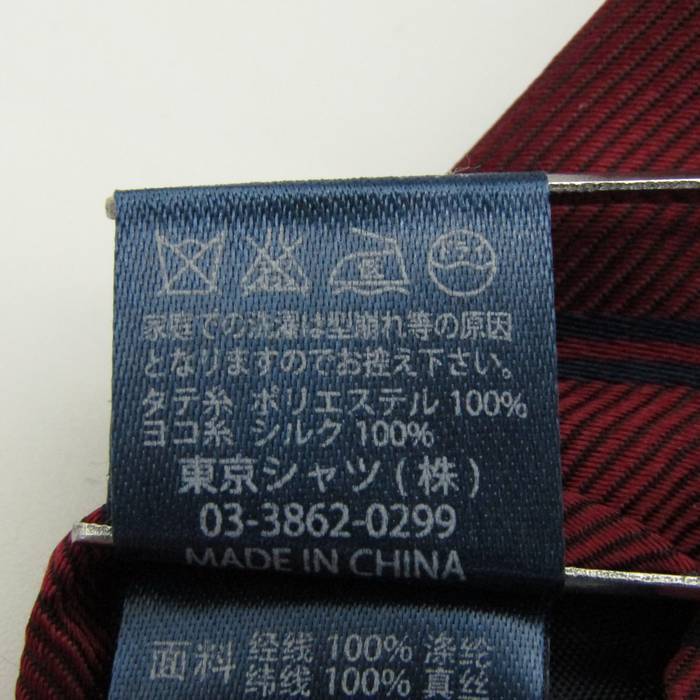 ドライ
家庭での洗濯は型崩れ等の原因
となりますのでお控え下さい。
タテ糸 ポリエステル 100%
ヨコ糸 シルク 100%
東京シャツ(株)
03-3862-0299
MADE IN CHINA
面料 经线 100% 涤纶
纬线 100% 真丝